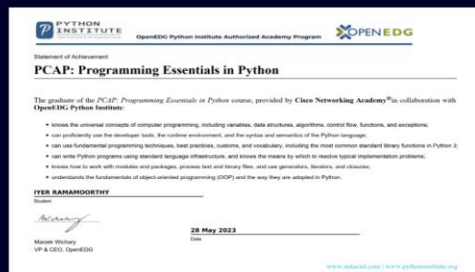 PYTHON
INSTITUTE
OpenEDG Python Institute Authorized Academy Program
OPENEDG
Statement of Achievement
PCAP: Programming Essentials in Python
The graduate of the PCAP: Programming Essentials in Python course, provided by Cisco Networking Academy® in collaboration with
OpenEDG Python Institute:
• knows the universal concepts of computer programming, including variables, data structures, algorithms, control flow, functions, and exceptions;
• can proficiently use the developer tools, the runtime environment, and the syntax and semantics of the Python language;
• can use fundamental programming techniques, best practices, customs, and vocabulary, including the most common standard library functions in Python 3;
• can write Python programs using standard language infrastructure, and knows the means by which to resolve typical implementation problems;
• knows how to work with modules and packages, process text and binary files, and use generators, iterators, and closures;
• understands the fundamentals of object-oriented programming (OOP) and the way they are adopted in Python.
IYER RAMAMOORTHY
Student
28 May 2023
Maciek Wichary
Date
VP & CEO, OpenEDG
www.netacad.com | www.pythoninstitute.org